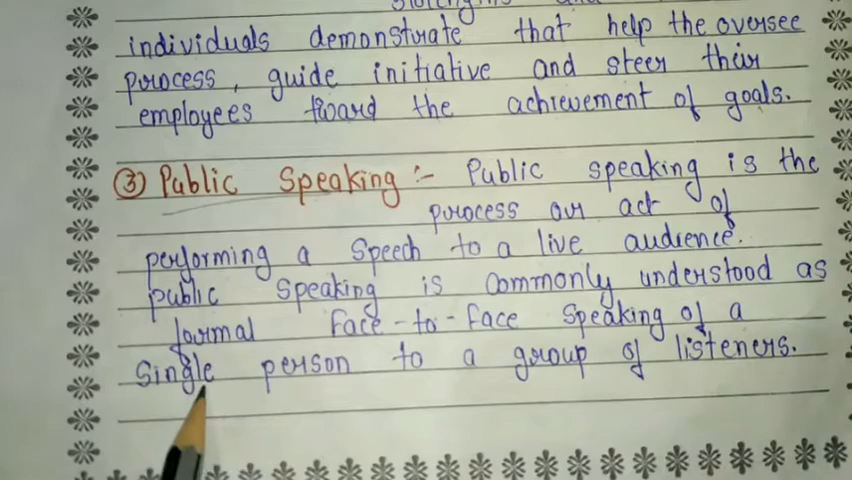 individuals demonstrate that help the oversee
process, guide initiative and steer their
employees toward the achievement of goals.
③ Public Speaking :- Public speaking is the
process or act of
performing a Speech to a live audience.
public Speaking is commonly understood as
formal Face-to-Face Speaking of a
Single person to a group of listeners.